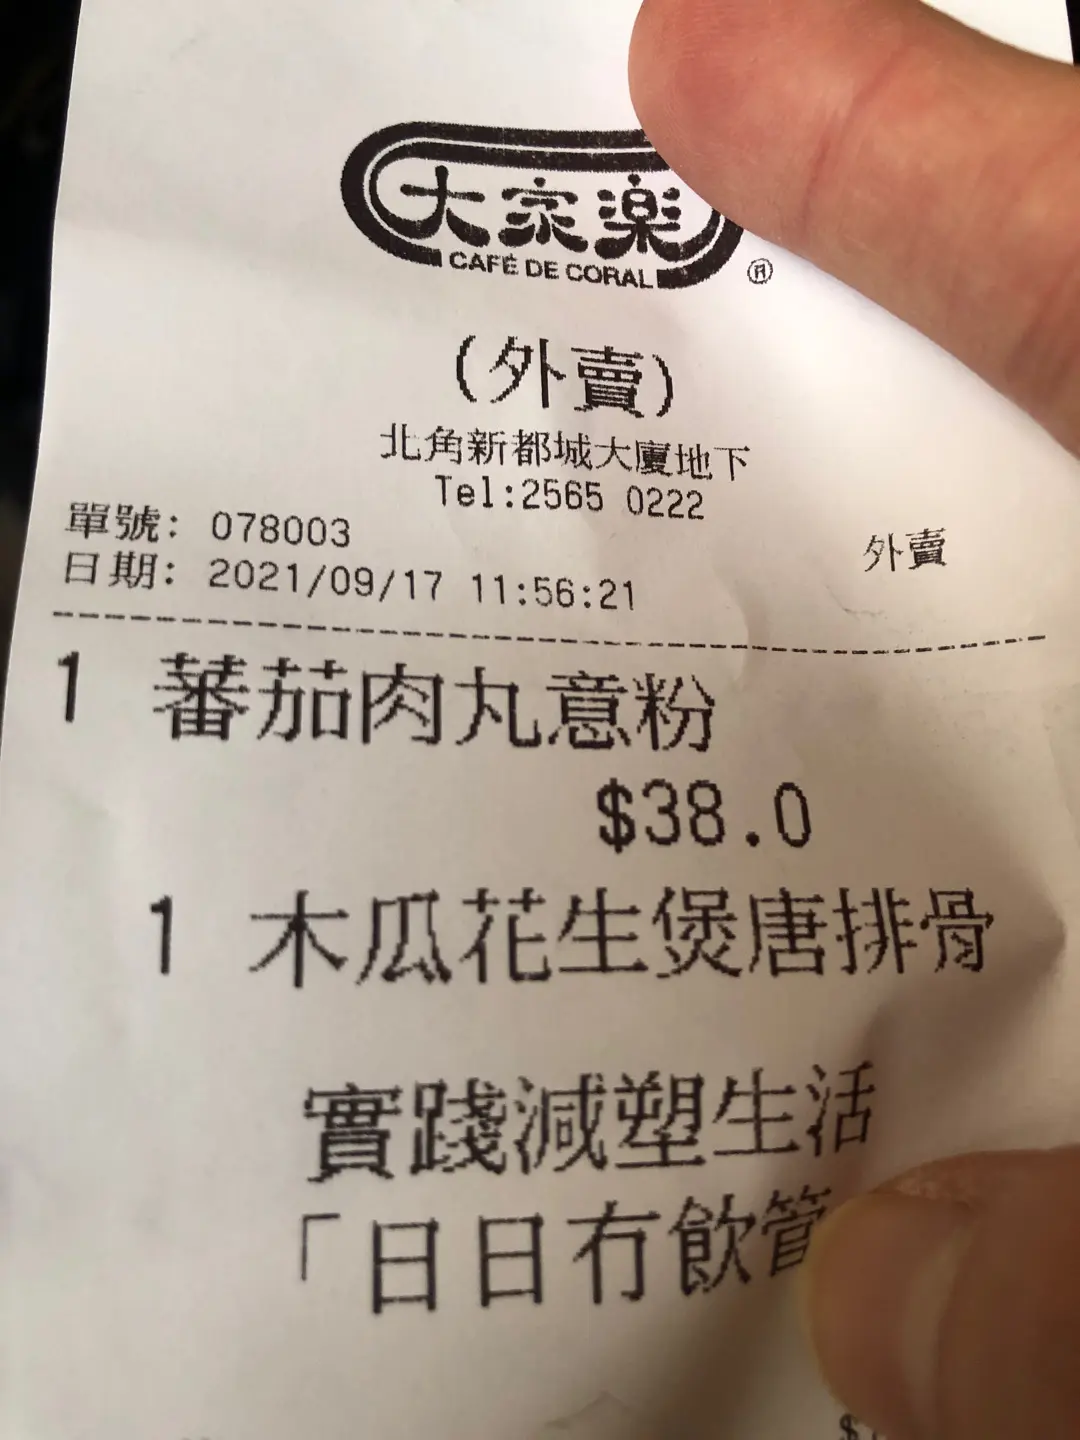 大家樂
CAFÉ DE CORAL
(外賣)
北角新都城大廈地下
Tel:2565 0222
單號: 078003
外賣
日期: 2021/09/17 11:56:21
1 蕃茄肉丸意粉
$38.0
1 木瓜花生煲唐排骨
實踐減塑生活
「日日冇飲管